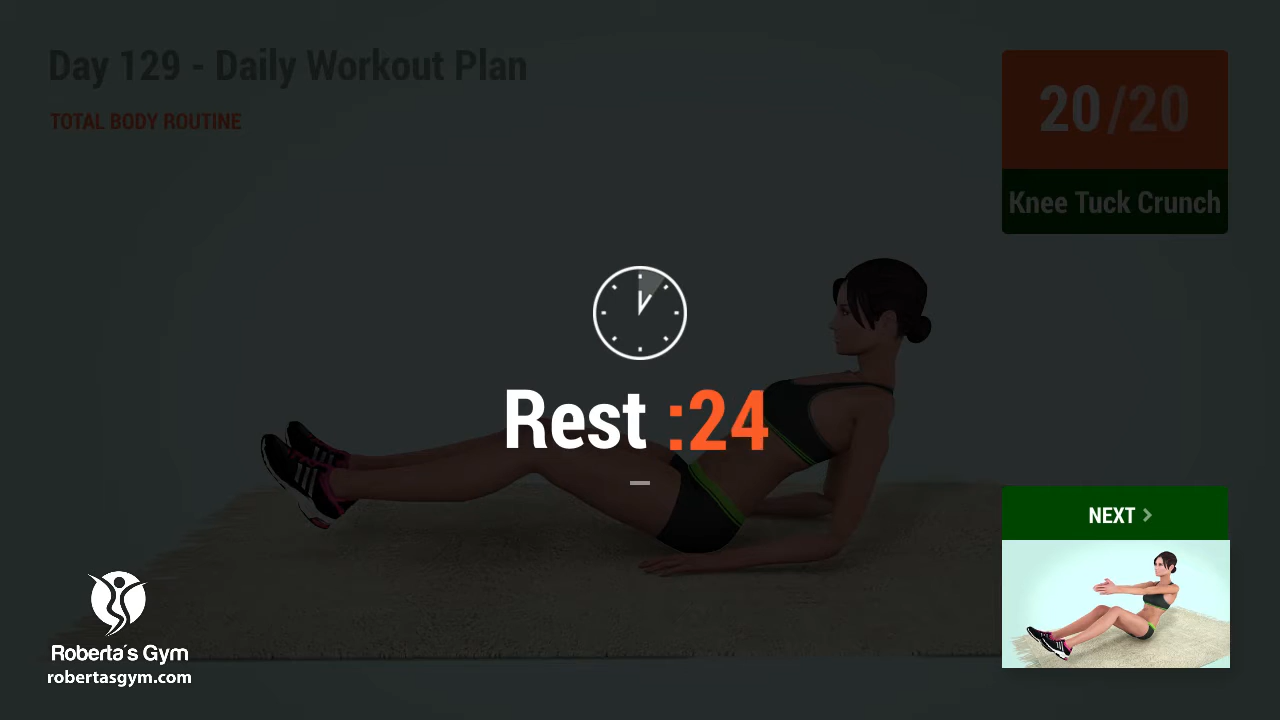 Day 129 - Daily Workout Plan
TOTAL BODY ROUTINE
20/20
Knee Tuck Crunch
Rest :24
NEXT >
Roberta´s Gym
robertasgym.com